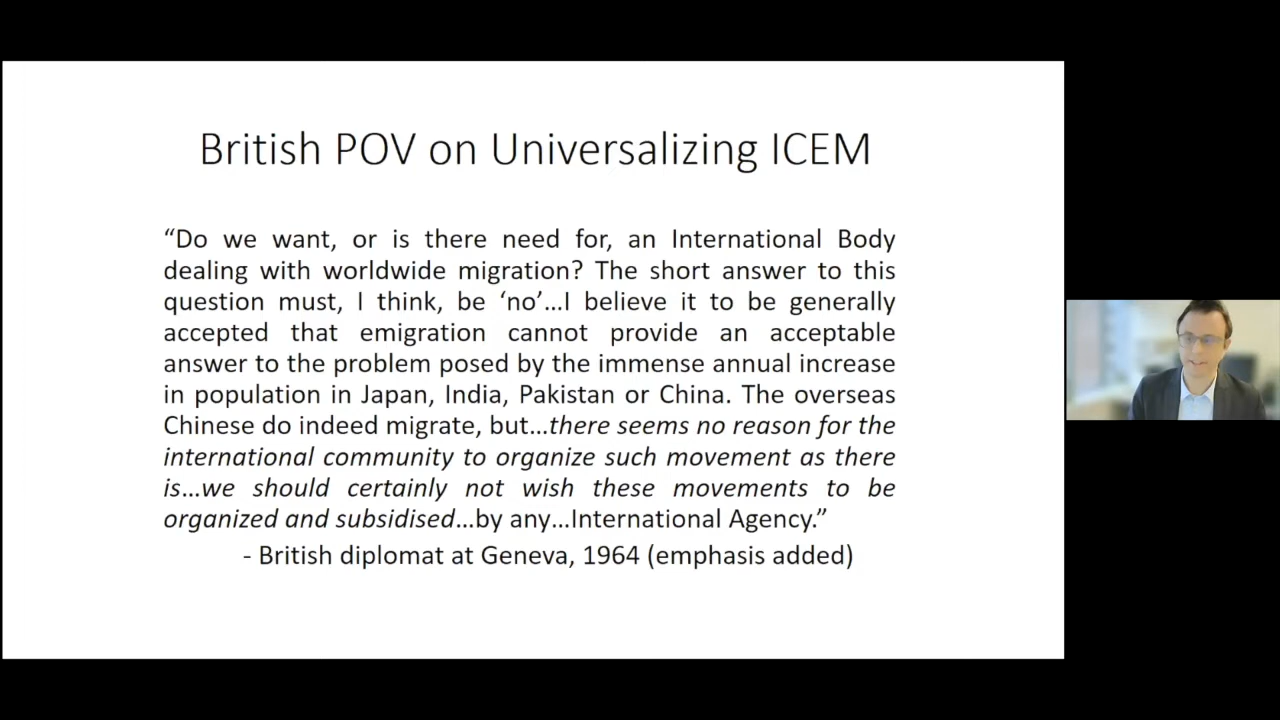 British POV on Universalizing ICEM
“Do we want, or is there need for, an International Body
dealing with worldwide migration? The short answer to this
question must, I think, be ‘no’…I believe it to be generally
accepted that emigration cannot provide an acceptable
answer to the problem posed by the immense annual increase
in population in Japan, India, Pakistan or China. The overseas
Chinese do indeed migrate, but…there seems no reason for the
international community to organize such movement as there
is…we should certainly not wish these movements to be
organized and subsidised…by any…International Agency.”
- British diplomat at Geneva, 1964 (emphasis added)